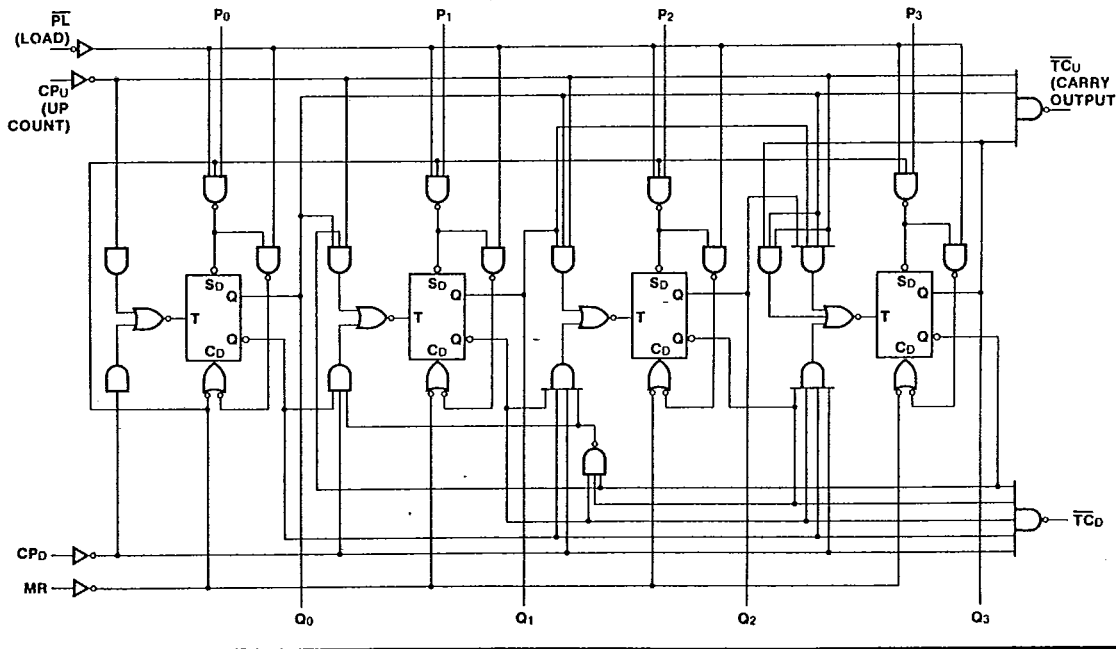 P0
P1
P2
P3
PL
(LOAD)
CPU
(UP
COUNT)
TCU
(CARRY
OUTPUT
SD
Q
T
Q
CD
SD
Q
T
Q
CD
SD
Q
T
Q
CD
SD
Q
T
Q
CD
TCD
CPD
MR
Q0
Q1
Q2
Q3